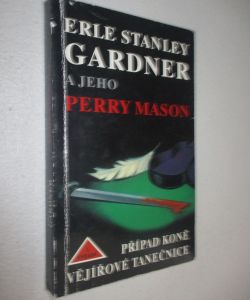 ERLE STANLEY
GARDNER
A JEHO
PERRY MASON
PŘÍPAD KONĚ
VĚJÍŘOVÉ TANEČNICE